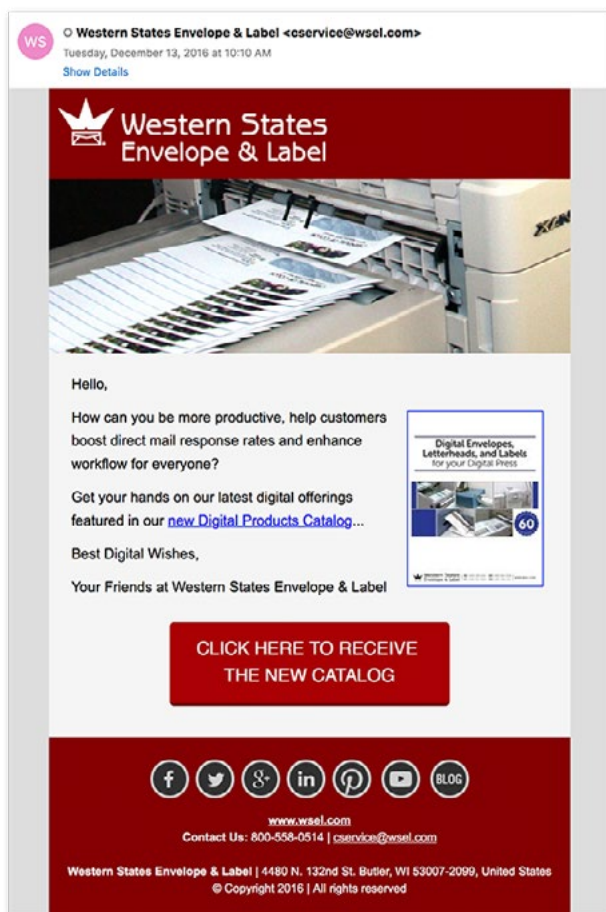 WS
Western States Envelope & Label <cservice@wsel.com>
Tuesday, December 13, 2016 at 10:10 AM
Show Details
Western States
Envelope & Label
Hello,
How can you be more productive, help customers
boost direct mail response rates and enhance
workflow for everyone?
Get your hands on our latest digital offerings
featured in our new Digital Products Catalog...
Best Digital Wishes,
Your Friends at Western States Envelope & Label
Digital Envelopes,
Letterheads, and Labels
for your Digital Press
60
Western States
Envelope & Label
CLICK HERE TO RECEIVE
THE NEW CATALOG
BLOG
www.wsel.com
Contact Us: 800-558-0514 | cservice@wsel.com
Western States Envelope & Label | 4480 N. 132nd St. Butler, WI 53007-2099, United States
© Copyright 2016 | All rights reserved